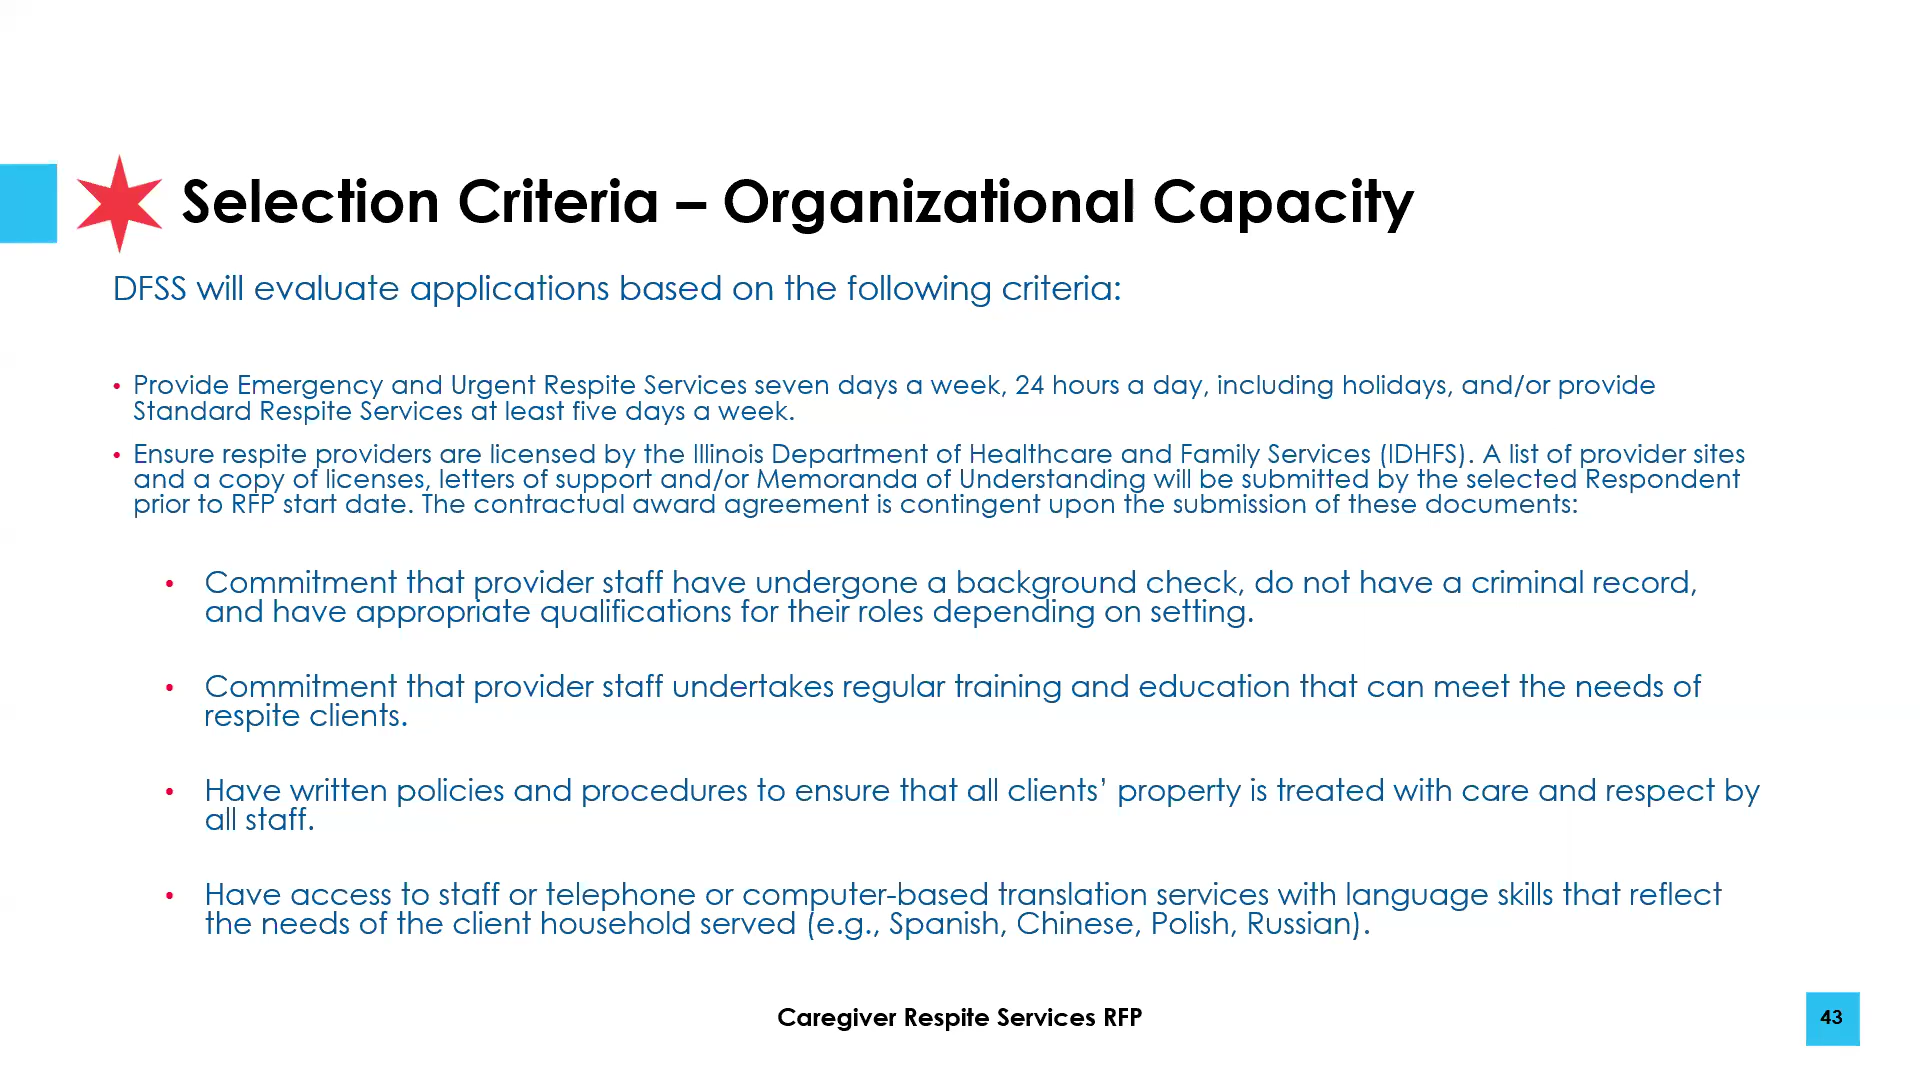 Selection Criteria – Organizational Capacity
DFSS will evaluate applications based on the following criteria:
• Provide Emergency and Urgent Respite Services seven days a week, 24 hours a day, including holidays, and/or provide
Standard Respite Services at least five days a week.
• Ensure respite providers are licensed by the Illinois Department of Healthcare and Family Services (IDHFS). A list of provider sites
and a copy of licenses, letters of support and/or Memoranda of Understanding will be submitted by the selected Respondent
prior to RFP start date. The contractual award agreement is contingent upon the submission of these documents:
• Commitment that provider staff have undergone a background check, do not have a criminal record,
and have appropriate qualifications for their roles depending on setting.
• Commitment that provider staff undertakes regular training and education that can meet the needs of
respite clients.
• Have written policies and procedures to ensure that all clients’ property is treated with care and respect by
all staff.
• Have access to staff or telephone or computer-based translation services with language skills that reflect
the needs of the client household served (e.g., Spanish, Chinese, Polish, Russian).
Caregiver Respite Services RFP
43